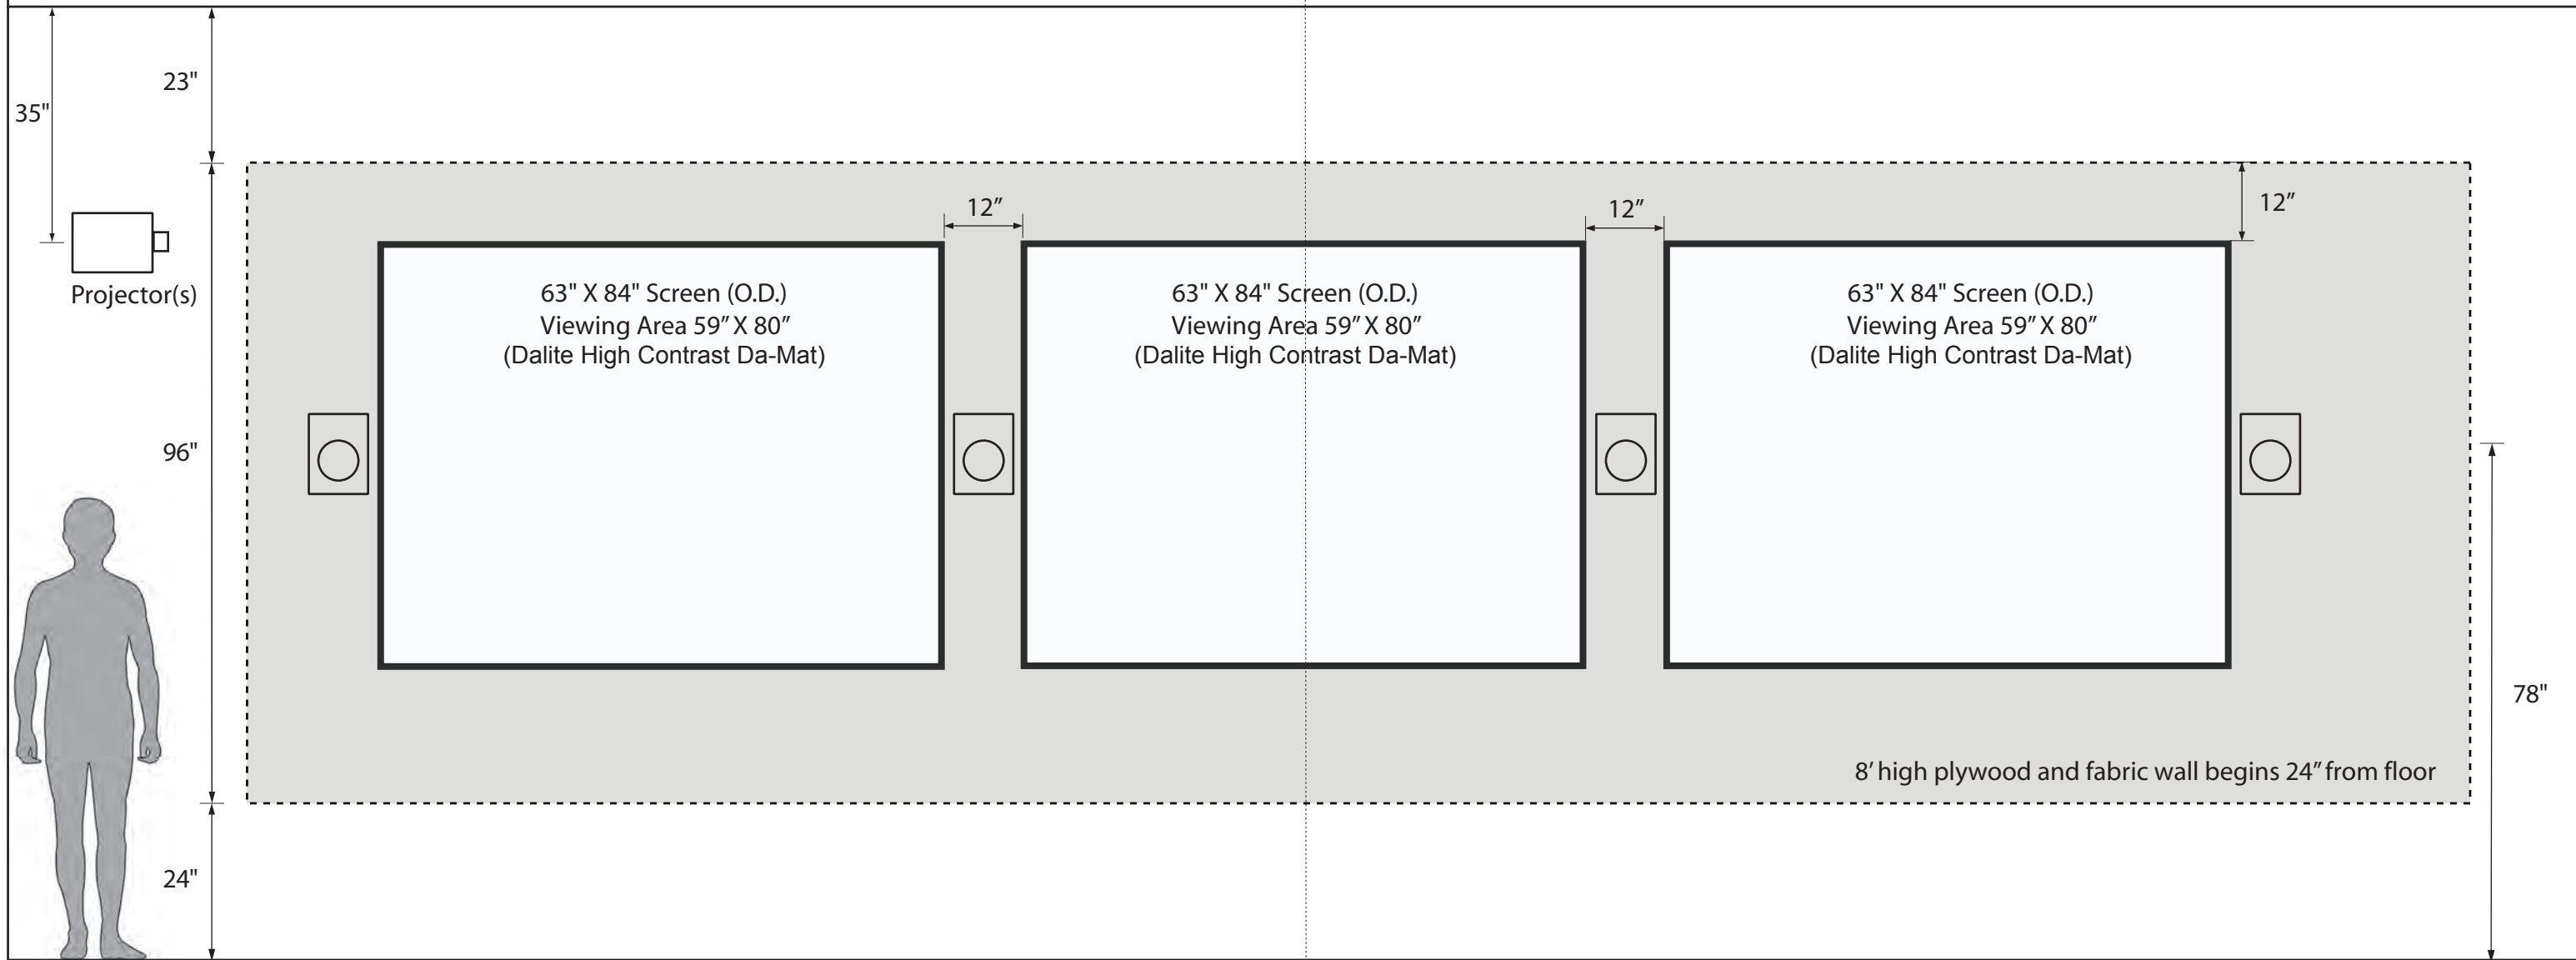 23"
35"
12”
12”
12”
Projector(s)
63" X 84" Screen (O.D.)
Viewing Area 59” X 80”
(Dalite High Contrast Da-Mat)
63" X 84" Screen (O.D.)
Viewing Area 59” X 80”
(Dalite High Contrast Da-Mat)
63" X 84" Screen (O.D.)
Viewing Area 59” X 80”
(Dalite High Contrast Da-Mat)
96"
78"
8’ high plywood and fabric wall begins 24” from floor
24"